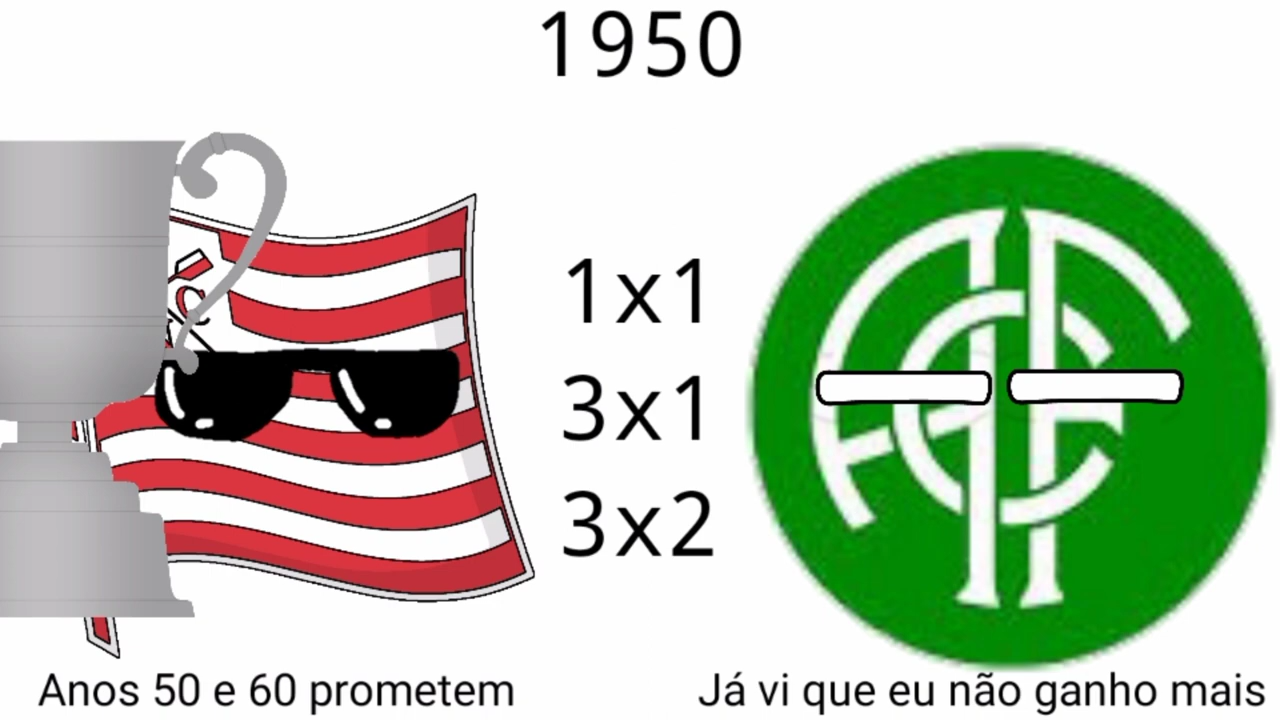 1950
1x1
3x1
3x2
Anos 50 e 60 prometem
Já vi que eu não ganho mais